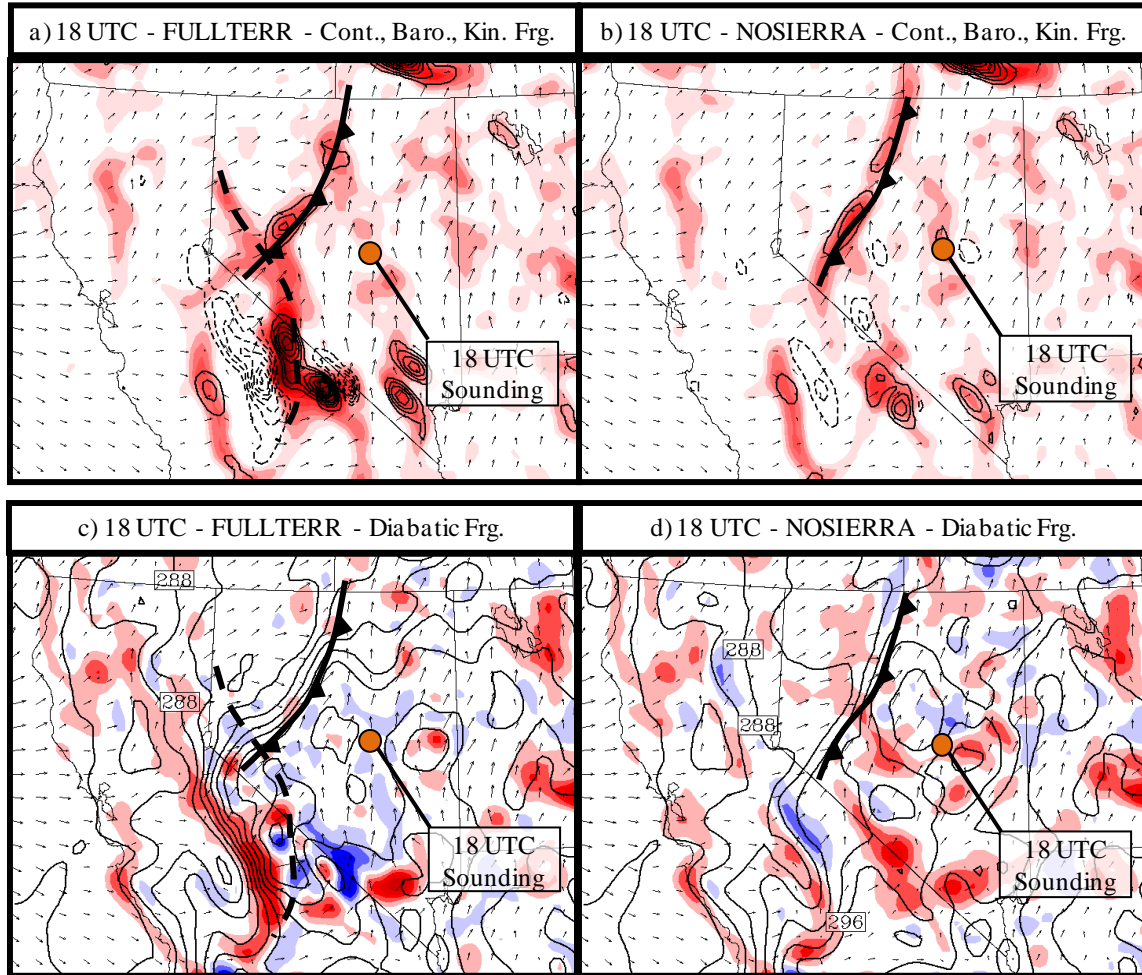 a) 18 UTC - FULLTERR - Cont., Baro., Kin. Frg.
b) 18 UTC - NOSIERRA - Cont., Baro., Kin. Frg.
18 UTC
Sounding
18 UTC
Sounding
c) 18 UTC - FULLTERR - Diabatic Frg.
d) 18 UTC - NOSIERRA - Diabatic Frg.
288
288
18 UTC
Sounding
288
288
296
18 UTC
Sounding